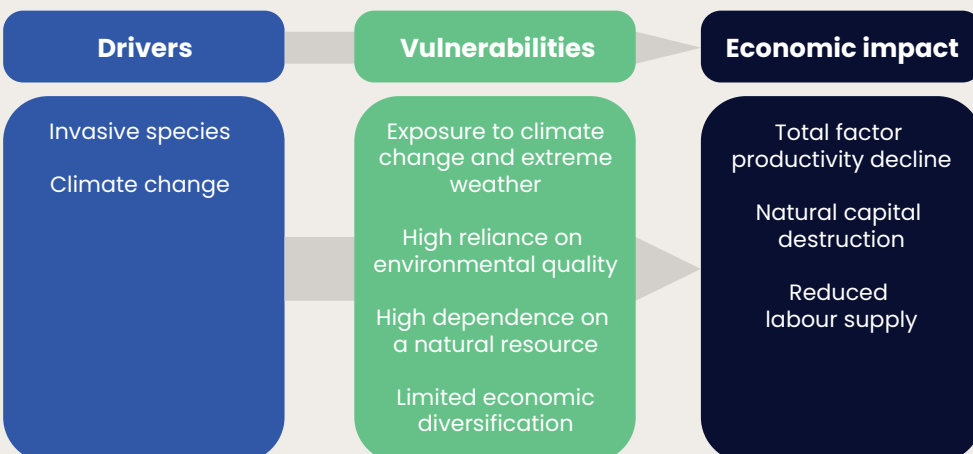 Drivers
Invasive species
Climate change
Vulnerabilities
Exposure to climate
change and extreme
weather
High reliance on
environmental quality
High dependence on
a natural resource
Limited economic
diversification
Economic impact
Total factor
productivity decline
Natural capital
destruction
Reduced
labour supply